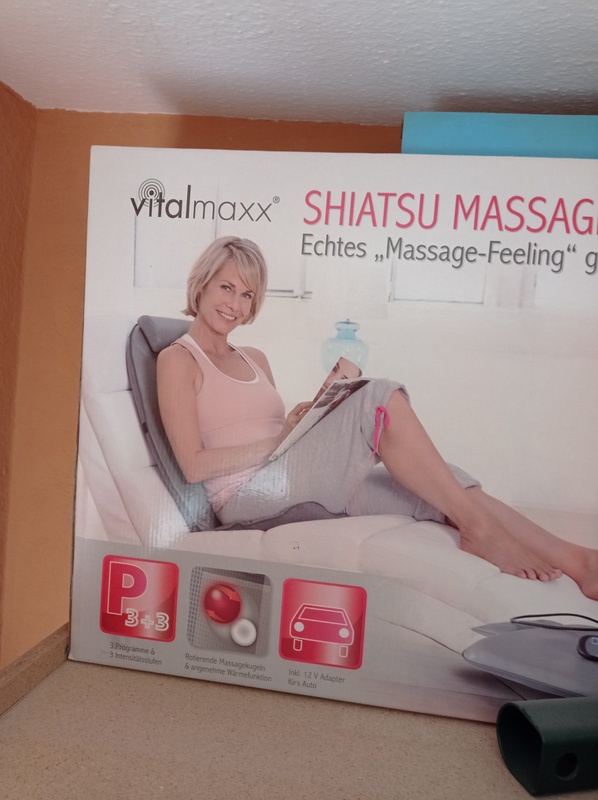 vitalmaxx®
SHIATSU MASSAG
Echtes „Massage-Feeling“ g
P
3+3
3 Programme &
3 Intensitätsstufen
Rotierende Massagekugeln
& angenehme Wärmefunktion
Inkl. 12 V Adapter
fürs Auto